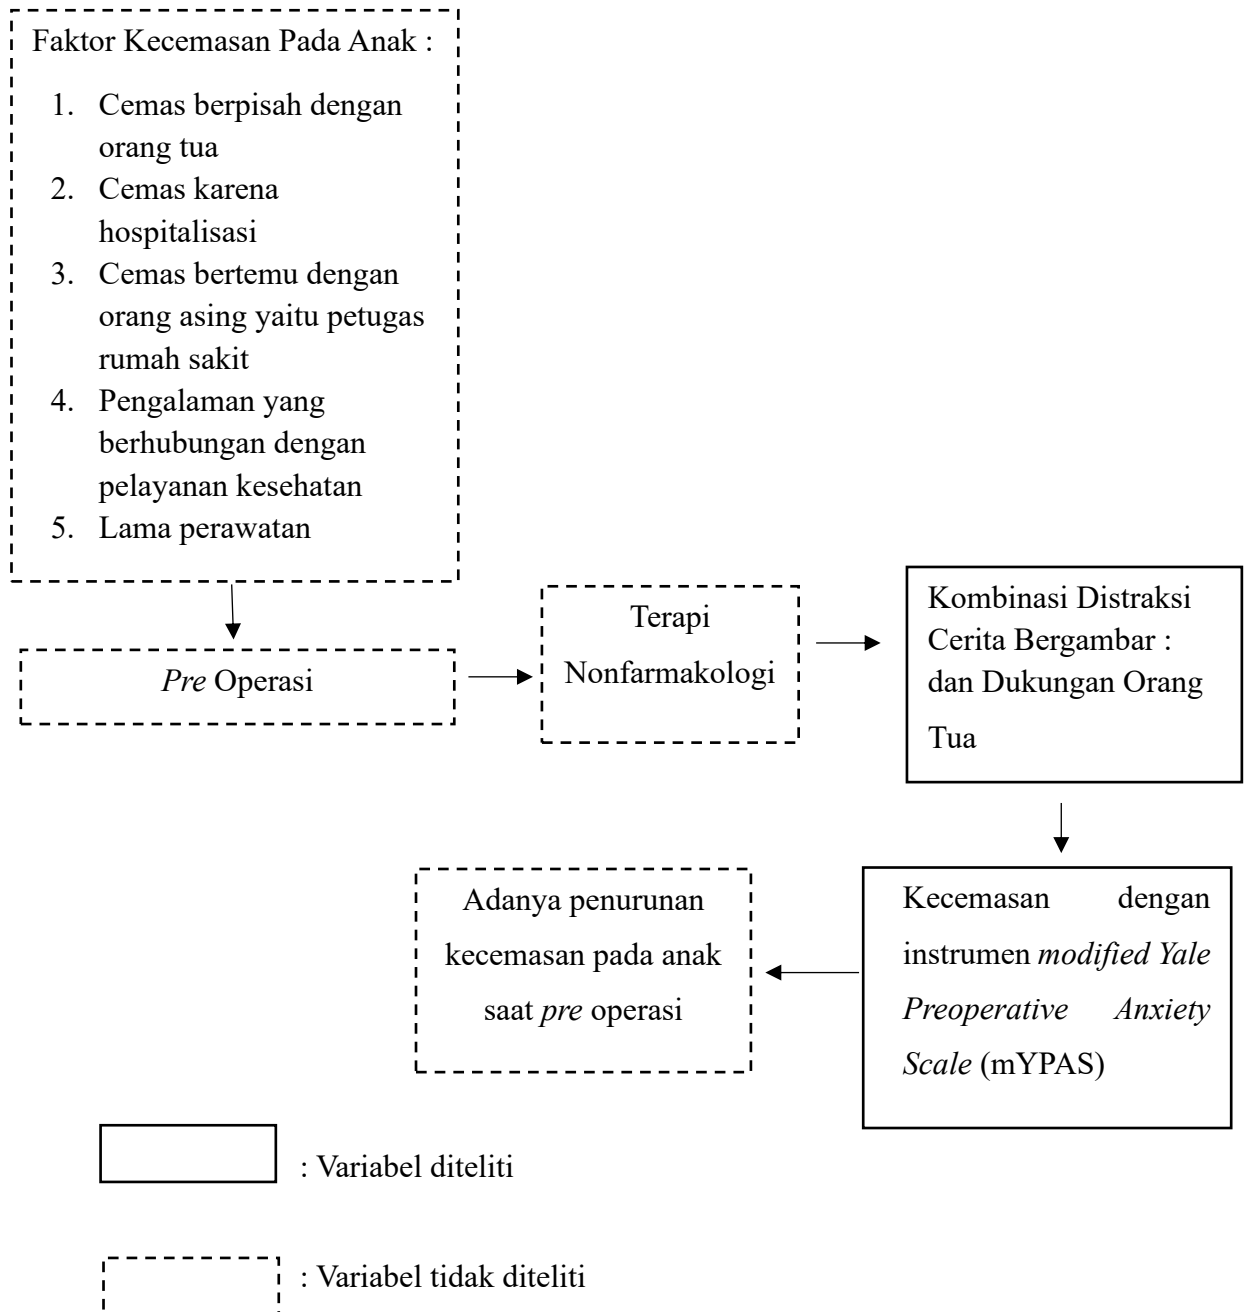 Faktor Kecemasan Pada Anak :
1. Cemas berpisah dengan
orang tua
2. Cemas karena
hospitalisasi
3. Cemas bertemu dengan
orang asing yaitu petugas
rumah sakit
4. Pengalaman yang
berhubungan dengan
pelayanan kesehatan
5. Lama perawatan
Pre Operasi
Terapi
Nonfarmakologi
Kombinasi Distraksi
Cerita Bergambar :
dan Dukungan Orang
Tua
Kecemasan dengan
instrumen modified Yale
Preoperative Anxiety
Scale (mYPAS)
Adanya penurunan
kecemasan pada anak
saat pre operasi
: Variabel diteliti
: Variabel tidak diteliti